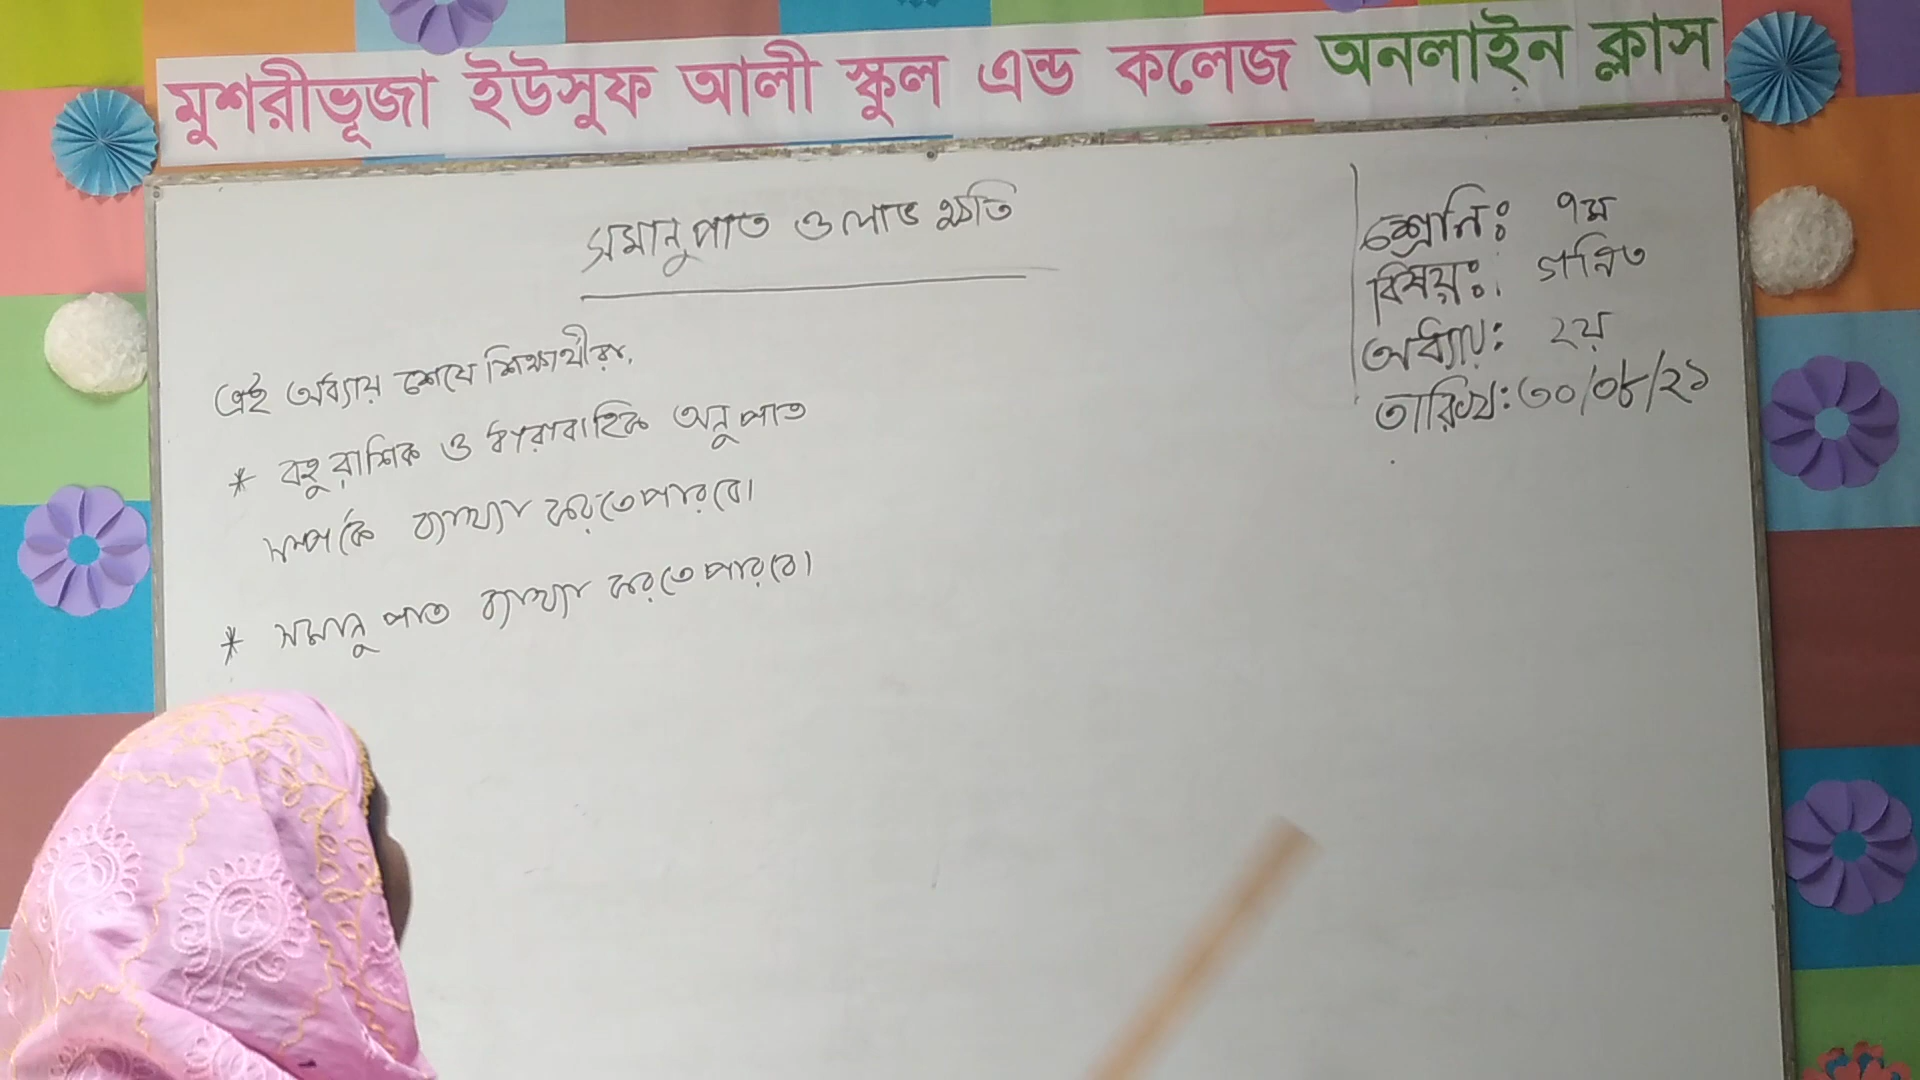 মুশরীভূজা ইউসুফ আলী স্কুল এন্ড কলেজ অনলাইন ক্লাস
সমানুপাত ও লাভ ক্ষতি
শ্রেনি: ৭ম
বিষয়: গনিত
অধ্যায়: ২য়
তারিখ: ৩০/০৮/২১
এই অধ্যায় শেষে শিক্ষার্থীরা,
* বহুরাশিক ও ধারাবাহিক অনুপাত
সম্পর্কে ব্যাখ্যা করতে পারবে।
* সমানুপাত ব্যাখ্যা করতে পারবে।